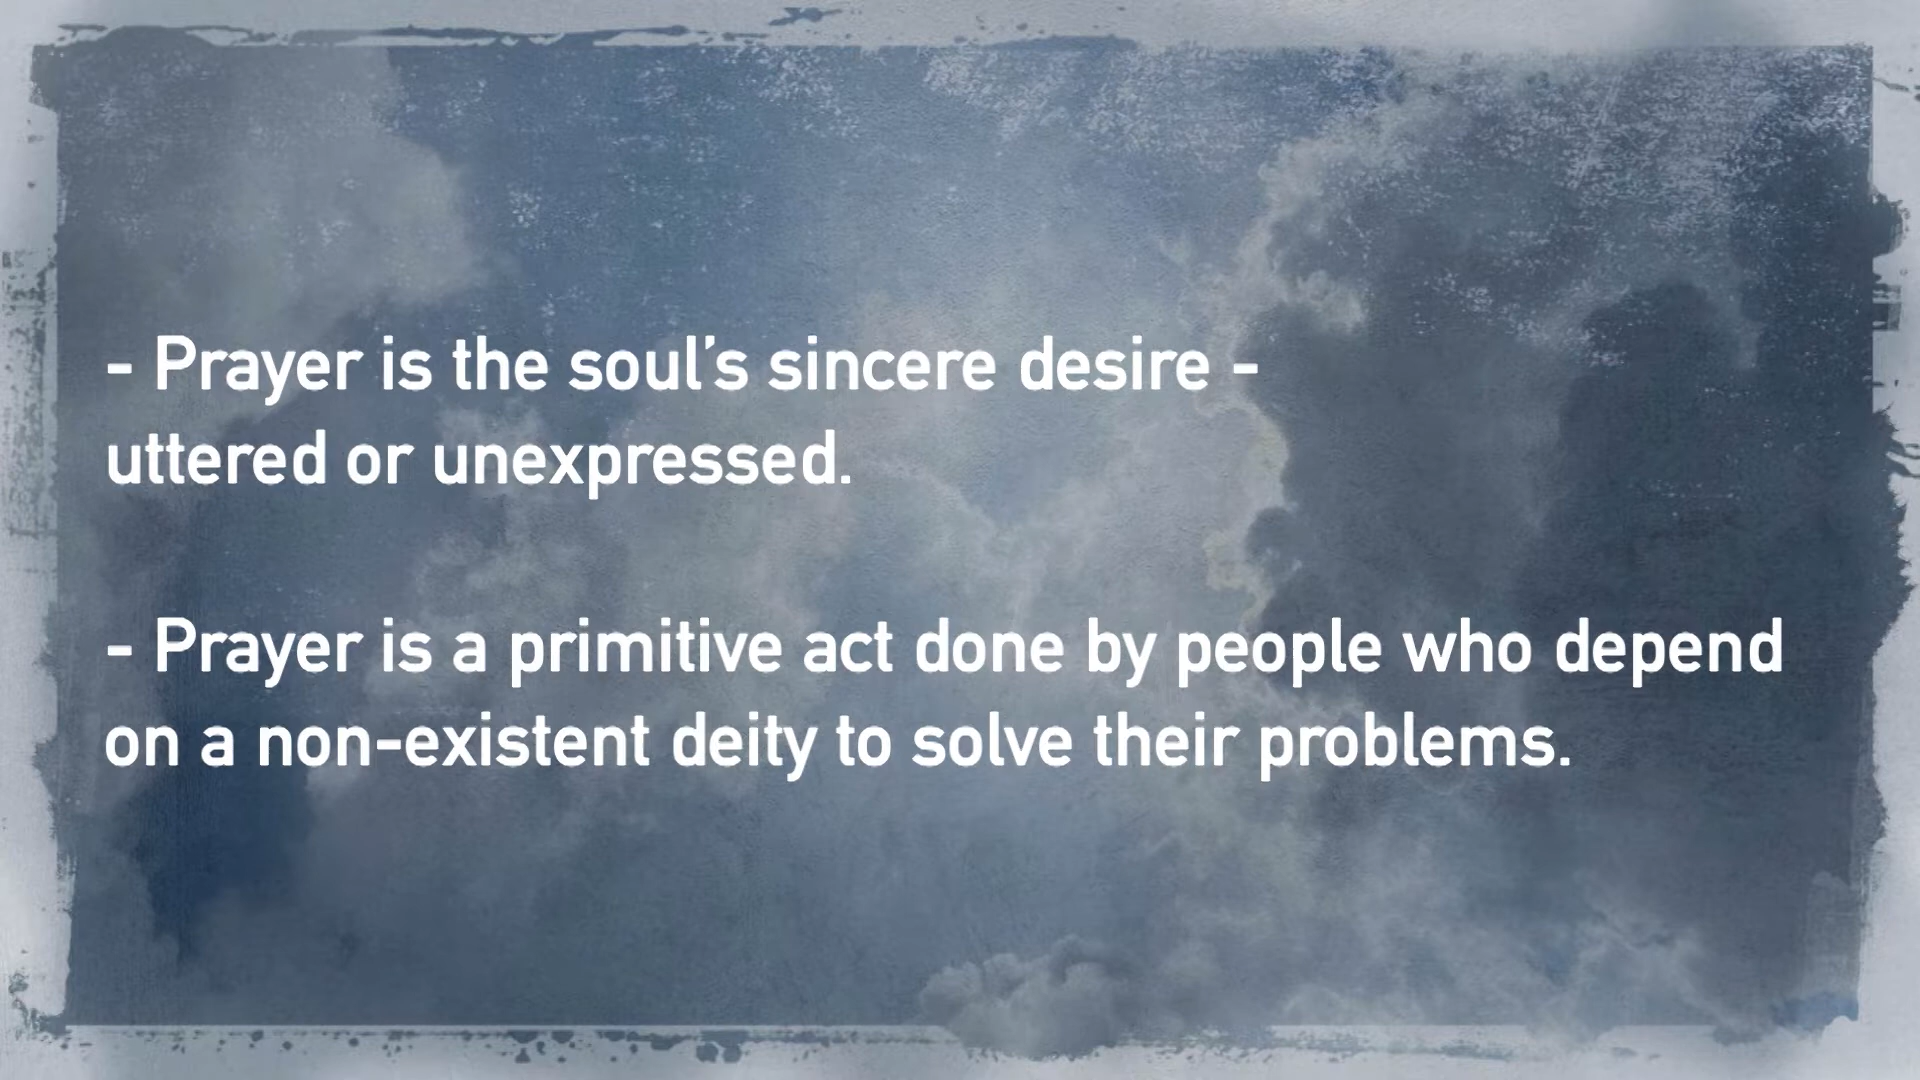 - Prayer is the soul’s sincere desire -
uttered or unexpressed.
- Prayer is a primitive act done by people who depend
on a non-existent deity to solve their problems.